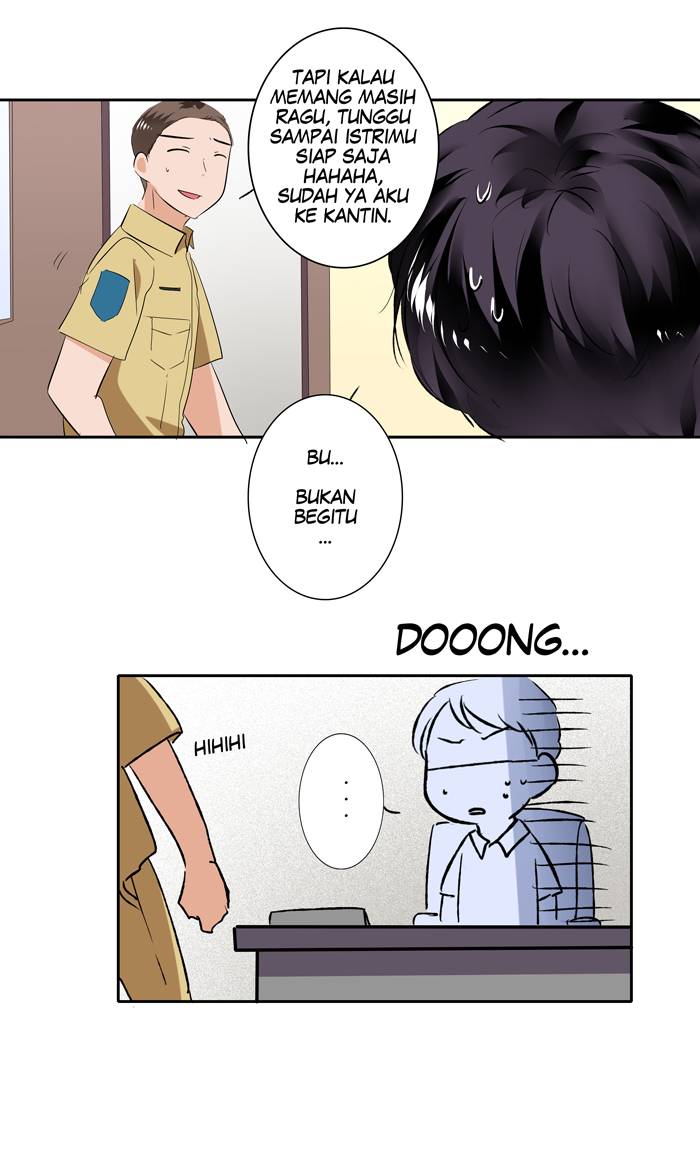 TAPI KALAU
MEMANG MASIH
RAGU, TUNGGU
SAMPAI ISTRIMU
SIAP SAJA
HAHAHA,
SUDAH YA AKU
KE KANTIN.
BU...
BUKAN
BEGITU
...
DOOONG...
HIHIHI
...